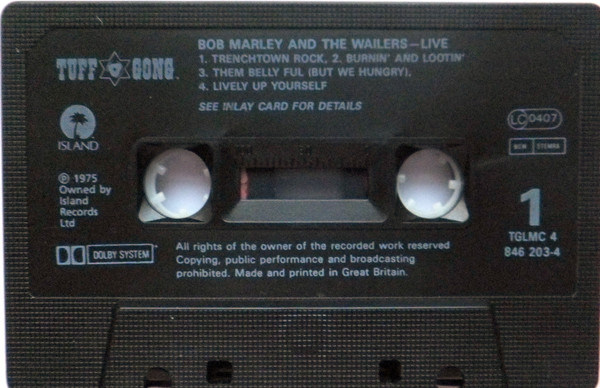 BOB MARLEY AND THE WAILERS—LIVE
TUFF GONG
1. TRENCHTOWN ROCK, 2. BURNIN' AND LOOTIN'
3. THEM BELLY FUL (BUT WE HUNGRY).
4. LIVELY UP YOURSELF
SEE INLAY CARD FOR DETAILS
ISLAND
LC 0407
BIEM STEMRA
℗ 1975
Owned by
Island
Records
Ltd
1
TGLMC 4
846 203-4
DOLBY SYSTEM
All rights of the owner of the recorded work reserved
Copying, public performance and broadcasting
prohibited. Made and printed in Great Britain.